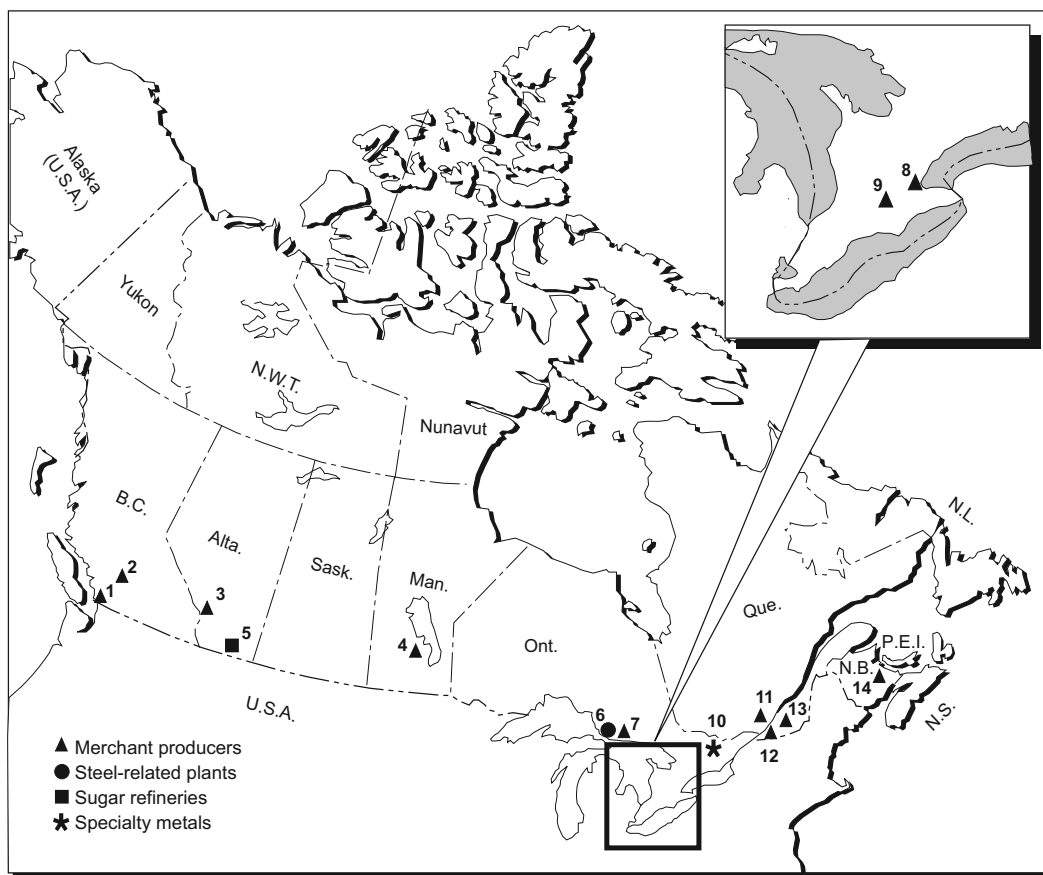 Alaska
(U.S.A.)
Yukon
N.W.T.
Nunavut
B.C.
Alta.
Sask.
Man.
Ont.
Que.
N.L.
P.E.I.
N.B.
N.S.
U.S.A.
1
2
3
4
5
6
7
8
9
10
11
12
13
14
Merchant producers
Steel-related plants
Sugar refineries
Specialty metals